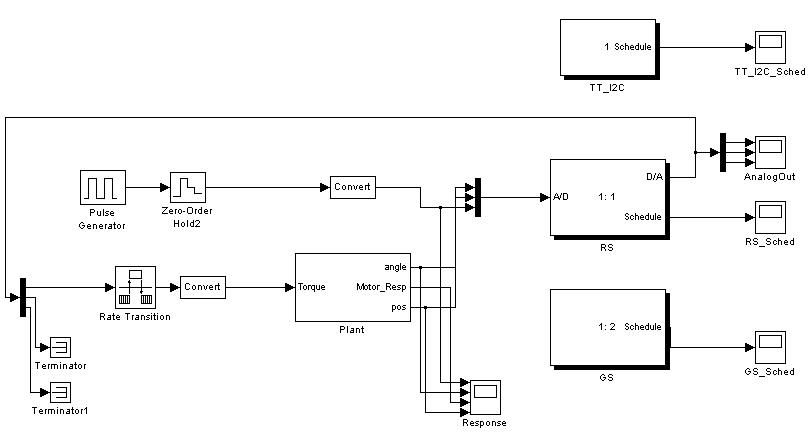 1 Schedule
TT_I2C
TT_I2C_Sched
D/A
A/D
1: 1
Schedule
RS
AnalogOut
RS_Sched
Pulse
Generator
Zero-Order
Hold2
Convert
Rate Transition
Convert
Torque
angle
Motor_Resp
pos
Plant
1: 2 Schedule
GS
GS_Sched
Terminator
Terminator1
Response